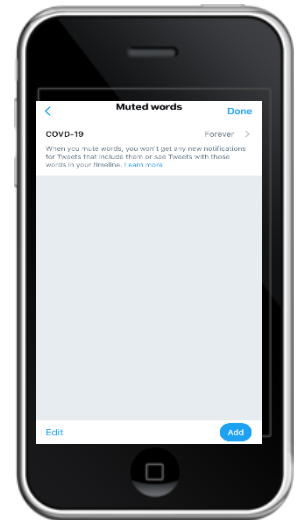 Muted words
Done
COVD-19
Forever
When you mute words, you won't get any new notifications
for Tweets that include them or see Tweets with those
words in your timeline. Learn more
Edit
Add